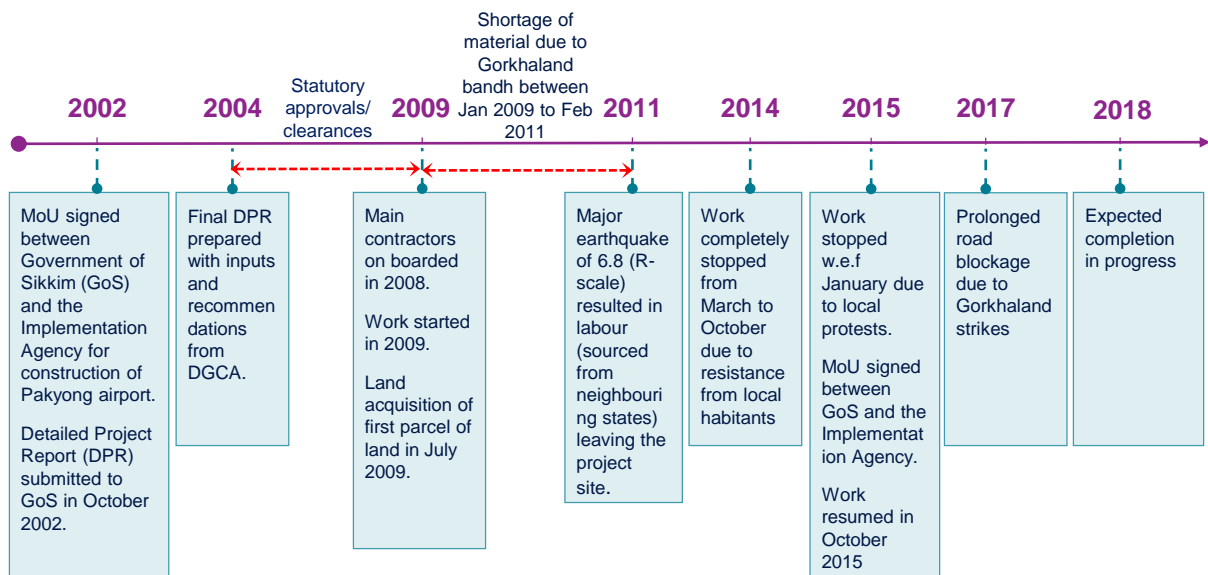 2002
2004
Statutory
approvals/
clearances
2009
Shortage of
material due to
Gorkhaland
bandh between
Jan 2009 to Feb
2011
2011
2014
2015
2017
2018
MoU signed
between
Government of
Sikkim (GoS)
and the
Implementation
Agency for
construction of
Pakyong airport.
Detailed Project
Report (DPR)
submitted to
GoS in October
2002.
Final DPR
prepared
with inputs
and
recommen
dations
from
DGCA.
Main
contractors
on boarded
in 2008.
Work started
in 2009.
Land
acquisition of
first parcel of
land in July
2009.
Major
earthquake
of 6.8 (R-
scale)
resulted in
labour
(sourced
from
neighbouri
ng states)
leaving the
project
site.
Work
completely
stopped
from
March to
October
due to
resistance
from local
habitants
Work
stopped
w.e.f
January due
to local
protests.
MoU signed
between
GoS and the
Implementat
ion Agency.
Work
resumed in
October
2015
Prolonged
road
blockage
due to
Gorkhaland
strikes
Expected
completion
in progress